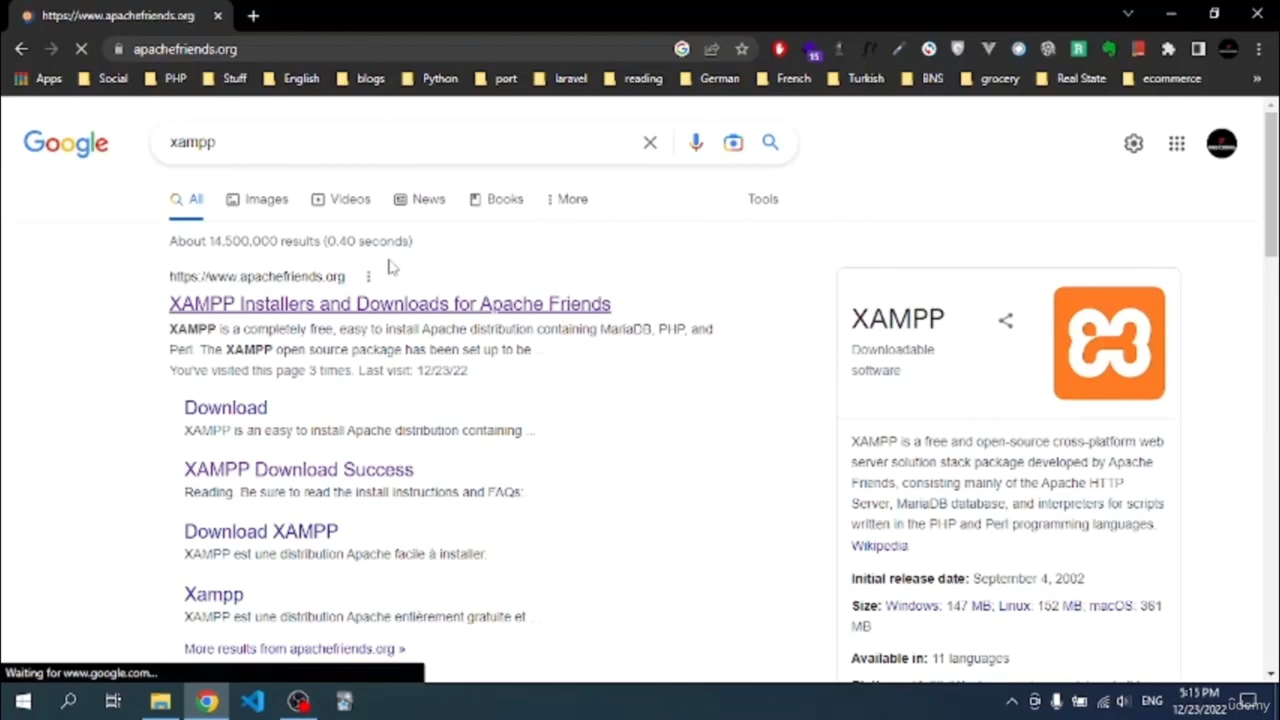 https://www.apachefriends.org
apachefriends.org
15
Apps Social PHP Stuff English blogs Python port laravel reading German French Turkish BNS grocery Real State ecommerce »
Google
xampp
All Images Videos News Books More Tools
About 14,500,000 results (0.40 seconds)
https://www.apachefriends.org
XAMPP Installers and Downloads for Apache Friends
XAMPP is a completely free, easy to install Apache distribution containing MariaDB, PHP, and
Perl. The XAMPP open source package has been set up to be ...
You've visited this page 3 times. Last visit: 12/23/22
Download
XAMPP is an easy to install Apache distribution containing ...
XAMPP Download Success
Reading. Be sure to read the install instructions and FAQs:
Download XAMPP
XAMPP est une distribution Apache facile à installer.
Xampp
XAMPP est une distribution Apache entièrement gratuite et ...
More results from apachefriends.org »
XAMPP
Downloadable
software
XAMPP is a free and open-source cross-platform web
server solution stack package developed by Apache
Friends, consisting mainly of the Apache HTTP
Server, MariaDB database, and interpreters for scripts
written in the PHP and Perl programming languages.
Wikipedia
Initial release date: September 4, 2002
Size: Windows: 147 MB, Linux: 152 MB, macOS: 361
MB
Available in: 11 languages
Waiting for www.google.com...
ENG
5:15 PM
12/23/2022
udemy